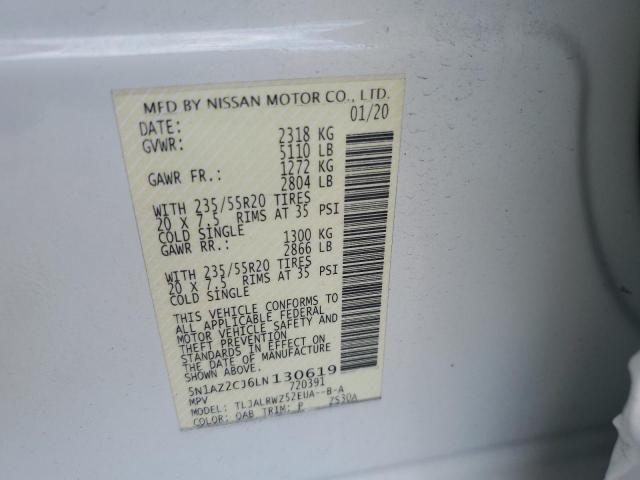 MFD BY NISSAN MOTOR CO., LTD.
DATE: 01/20
GVWR: 2318 KG
5110 LB
GAWR FR.: 1272 KG
2804 LB
WITH 235/55R20 TIRES
20 X 7.5 RIMS AT 35 PSI
COLD SINGLE
GAWR RR.: 1300 KG
2866 LB
WITH 235/55R20 TIRES
20 X 7.5 RIMS AT 35 PSI
COLD SINGLE
THIS VEHICLE CONFORMS TO
ALL APPLICABLE FEDERAL
MOTOR VEHICLE SAFETY AND
THEFT PREVENTION
STANDARDS IN EFFECT ON
THE DATE OF MANUFACTURE
SHOWN ABOVE.
5N1AZ2CJ6LN130619
MPV 720391
MODEL: TLJALRWZ52EUA--B-A
COLOR: QAB TRIM: P ZS30A